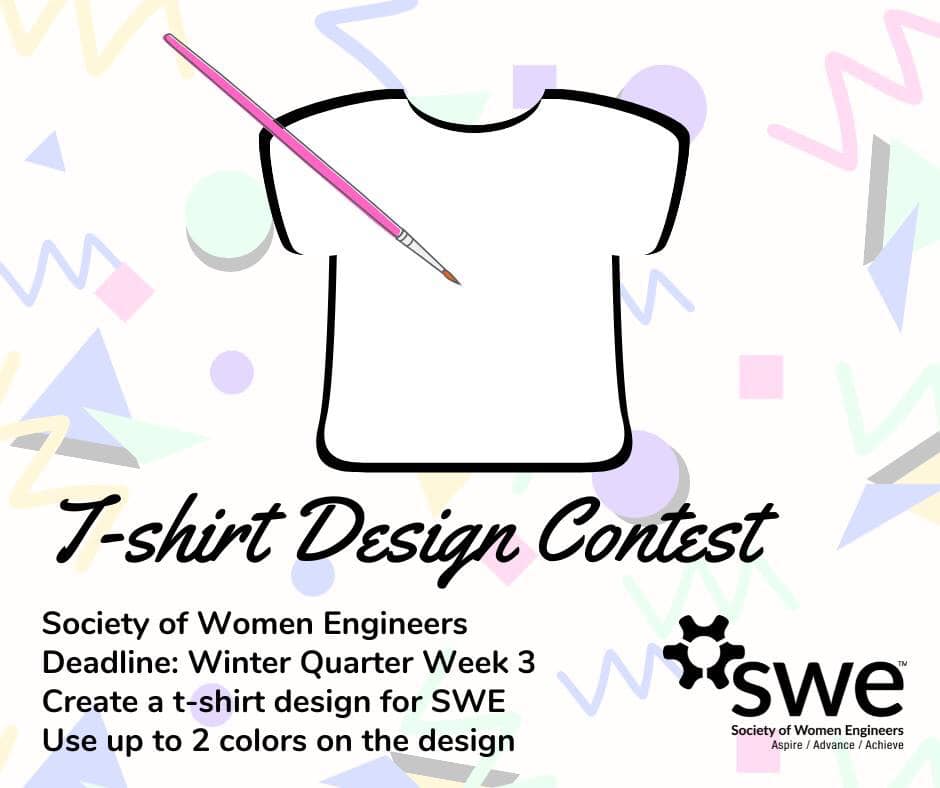 T-shirt Design Contest
Society of Women Engineers
Deadline: Winter Quarter Week 3
Create a t-shirt design for SWE
Use up to 2 colors on the design
swe™
Society of Women Engineers
Aspire / Advance / Achieve